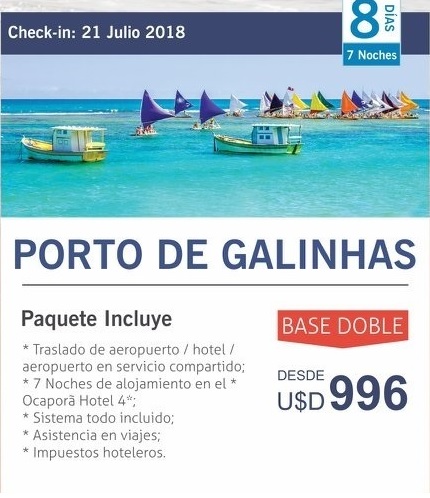 Check-in: 21 Julio 2018
8 DÍAS
7 Noches
PORTO DE GALINHAS
Paquete Incluye
* Traslado de aeropuerto / hotel /
aeropuerto en servicio compartido;
* 7 Noches de alojamiento en el *
Ocaporã Hotel 4*;
* Sistema todo incluido;
* Asistencia en viajes;
* Impuestos hoteleros.
BASE DOBLE
DESDE
U$D 996